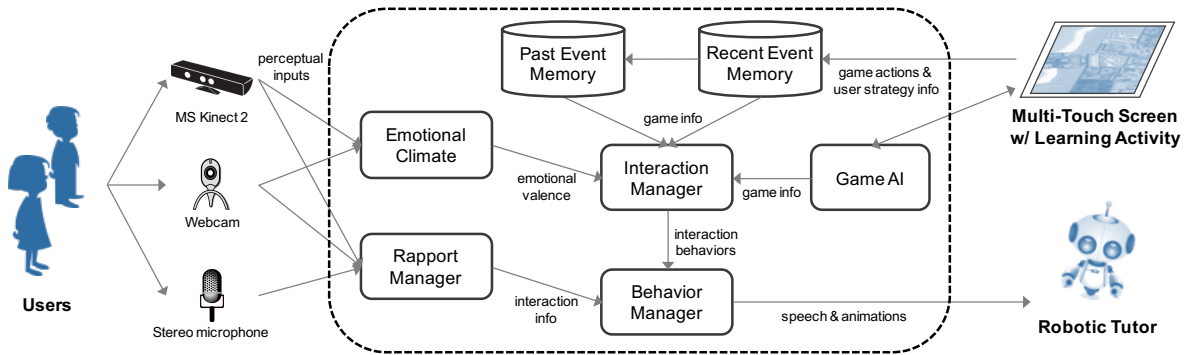 perceptual
inputs
MS Kinect 2
Webcam
Stereo microphone
Users
Past Event
Memory
Recent Event
Memory
game actions &
user strategy info
game info
Emotional
Climate
emotional
valence
Interaction
Manager
game info
Game AI
Multi-Touch Screen
w/ Learning Activity
interaction
behaviors
Rapport
Manager
interaction
info
Behavior
Manager
speech & animations
Robotic Tutor